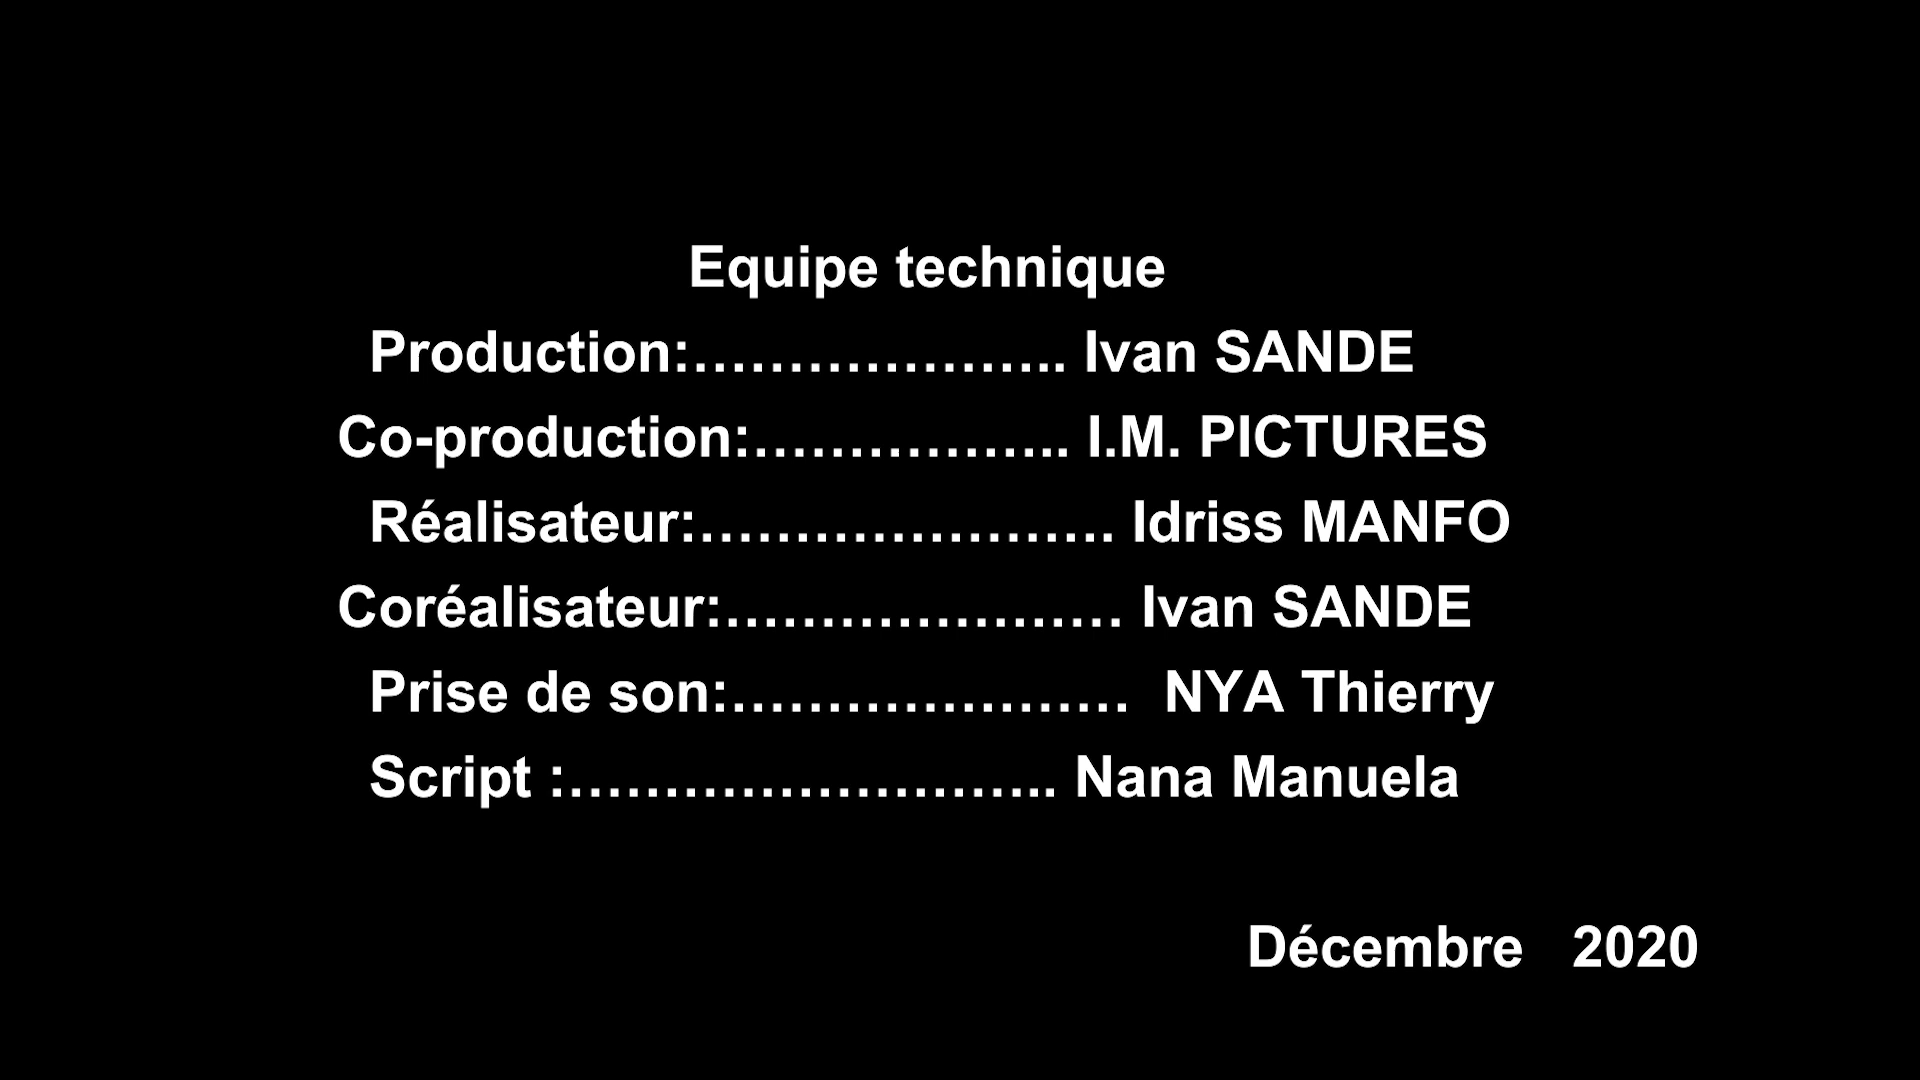 Equipe technique
Production:……………….. Ivan SANDE
Co-production:…………….. I.M. PICTURES
Réalisateur:…………………. Idriss MANFO
Coréalisateur:………………… Ivan SANDE
Prise de son:………………… NYA Thierry
Script :…………………….. Nana Manuela
Décembre 2020